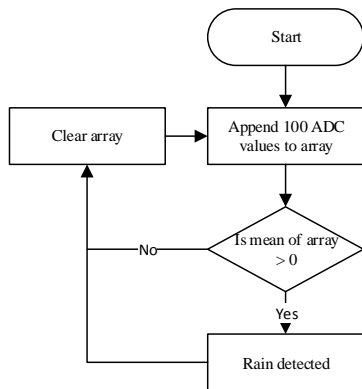 Start
Clear array
Append 100 ADC
values to array
Is mean of array
> 0
No
Yes
Rain detected